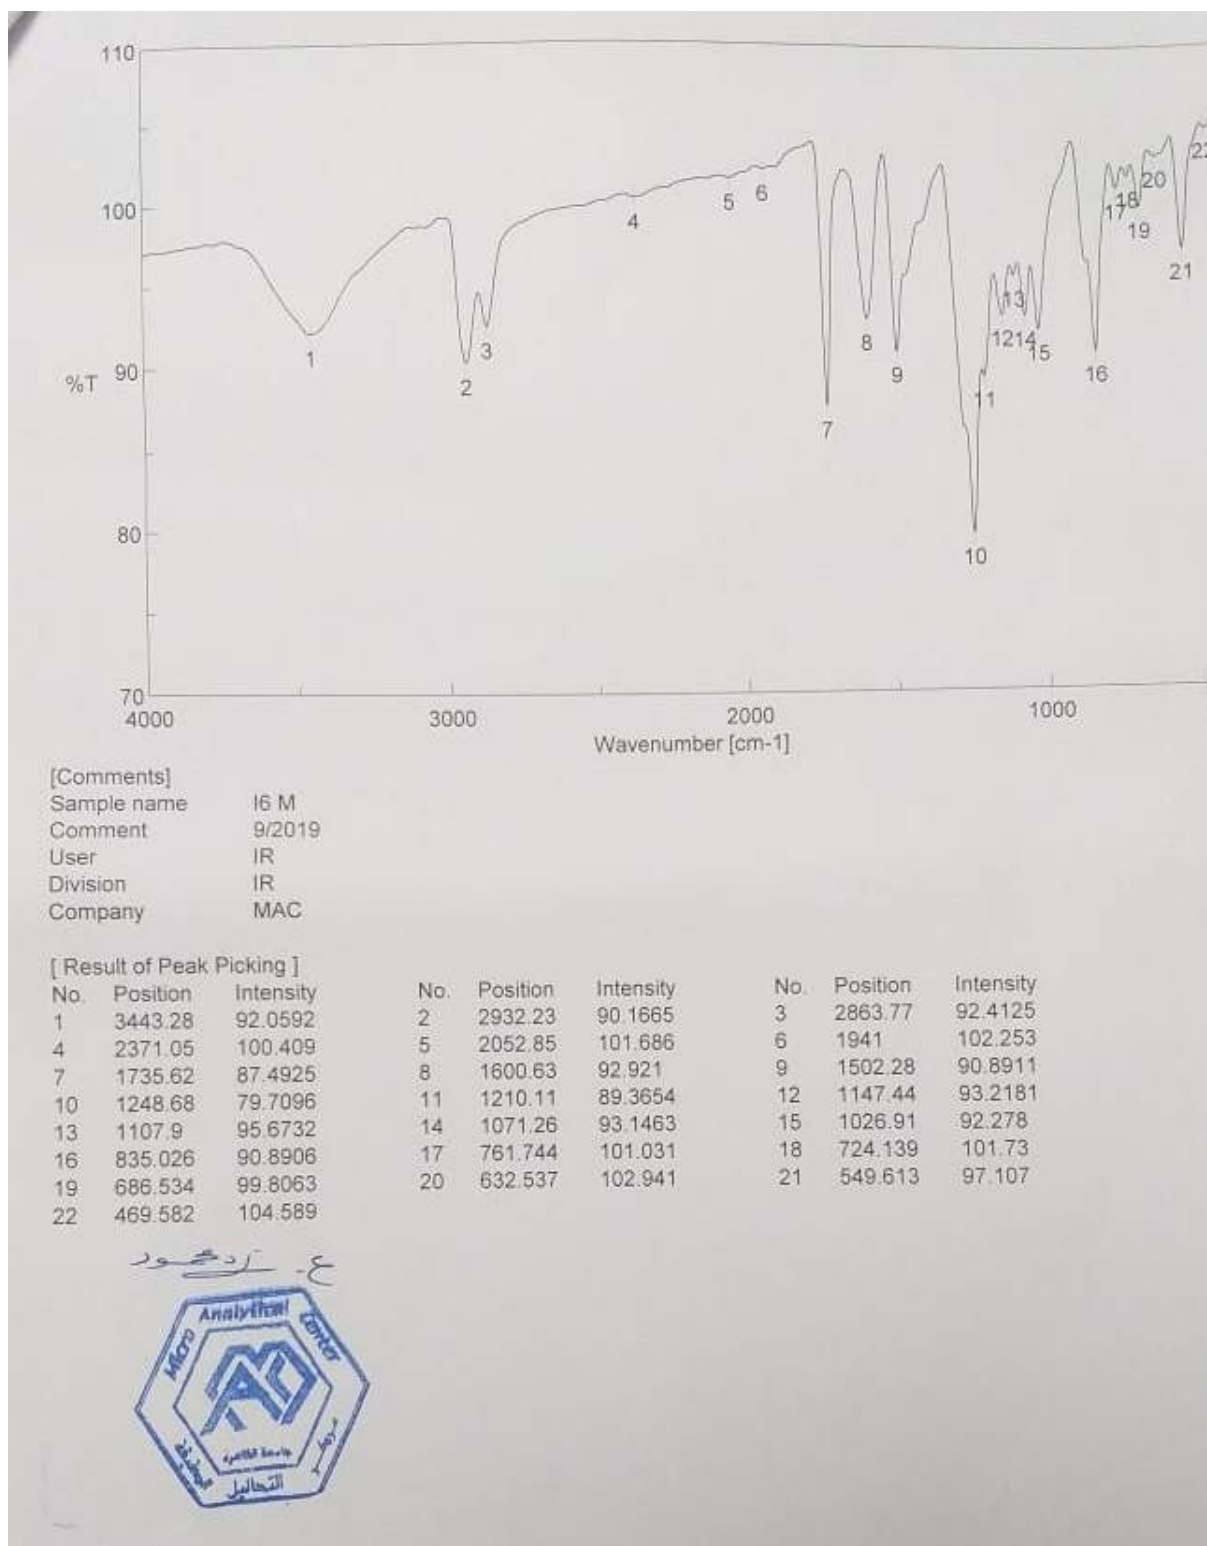 110
100
90
80
70
%T
1
2
3
4
5
6
7
8
9
10
11
12
13
14
15
16
17
18
19
20
21
22
4000 3000 2000 1000
Wavenumber [cm-1]
[Comments]
Sample name I6 M
Comment 9/2019
User IR
Division IR
Company MAC
[ Result of Peak Picking ]
No. Position Intensity No. Position Intensity No. Position Intensity
1 3443.28 92.0592 2 2932.23 90.1665 3 2863.77 92.4125
4 2371.05 100.409 5 2052.85 101.686 6 1941 102.253
7 1735.62 87.4925 8 1600.63 92.921 9 1502.28 90.8911
10 1248.68 79.7096 11 1210.11 89.3654 12 1147.44 93.2181
13 1107.9 95.6732 14 1071.26 93.1463 15 1026.91 92.278
16 835.026 90.8906 17 761.744 101.031 18 724.139 101.73
19 686.534 99.8063 20 632.537 102.941 21 549.613 97.107
22 469.582 104.589
Micro Analytical Center
جامعة القاهرة
التحاليل